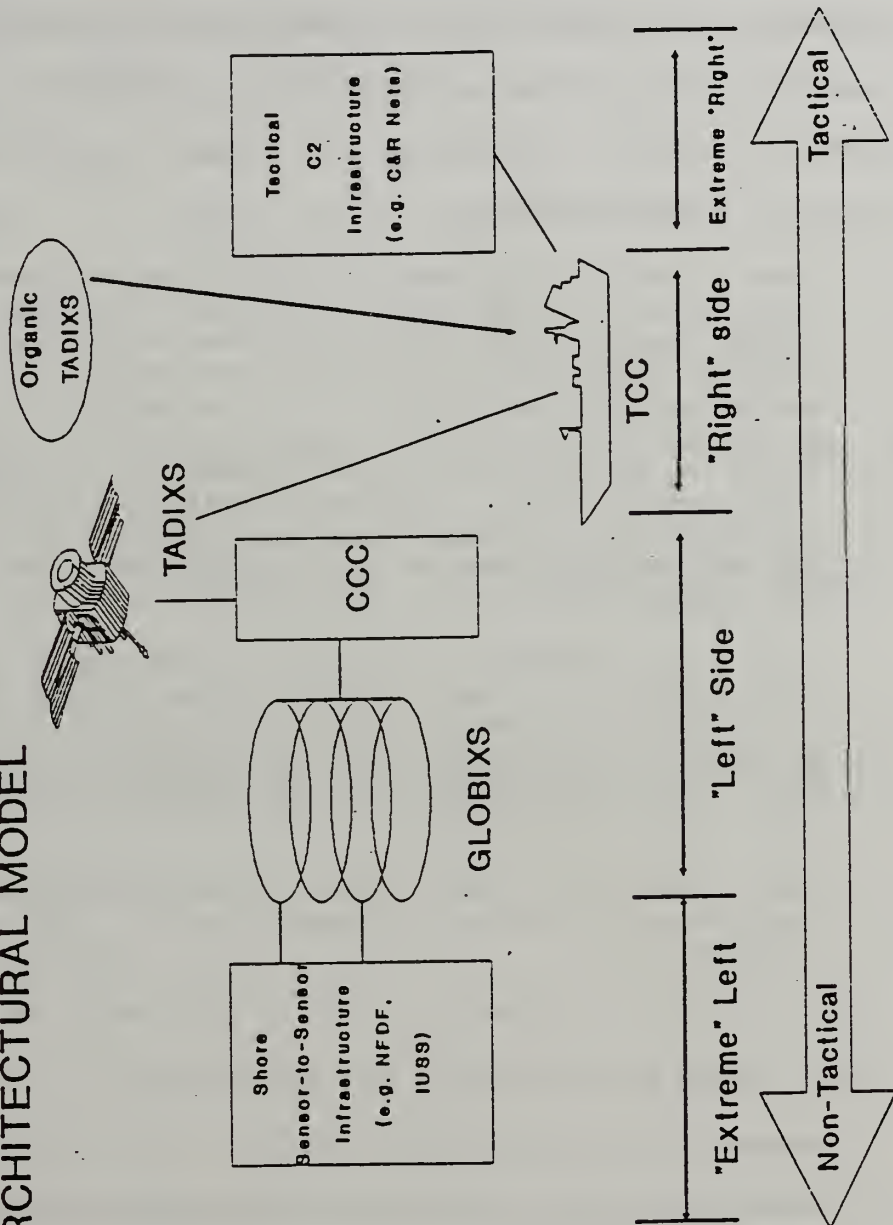 RCHITECTURAL MODEL
Organic
TADIXS
TADIXS
Shore
Sensor-to-Sensor
Infrastructure
(e.g. NFDF,
IUSS)
GLOBIXS
CCC
TCC
Tactical
C2
Infrastructure
(e.g. C&R Nets)
"Extreme" Left
"Left" Side
"Right" side
Extreme "Right"
Non-Tactical
Tactical